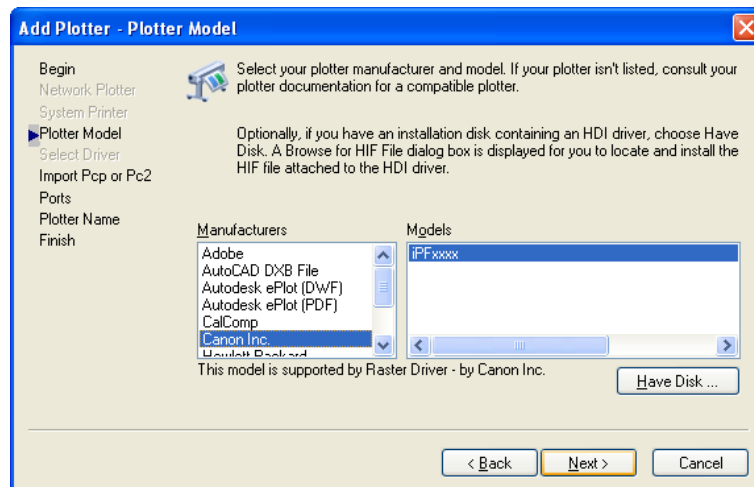 Add Plotter - Plotter Model
Begin
Network Plotter
System Printer
Plotter Model
Select Driver
Import Pcp or Pc2
Ports
Plotter Name
Finish
Select your plotter manufacturer and model. If your plotter isn't listed, consult your
plotter documentation for a compatible plotter.
Optionally, if you have an installation disk containing an HDI driver, choose Have
Disk. A Browse for HIF File dialog box is displayed for you to locate and install the
HIF file attached to the HDI driver.
Manufacturers
Adobe
AutoCAD DXB File
Autodesk ePlot (DWF)
Autodesk ePlot (PDF)
CalComp
Canon Inc.
Hewlett Packard
Models
iPFxxxx
This model is supported by Raster Driver - by Canon Inc.
Have Disk ...
< Back
Next >
Cancel